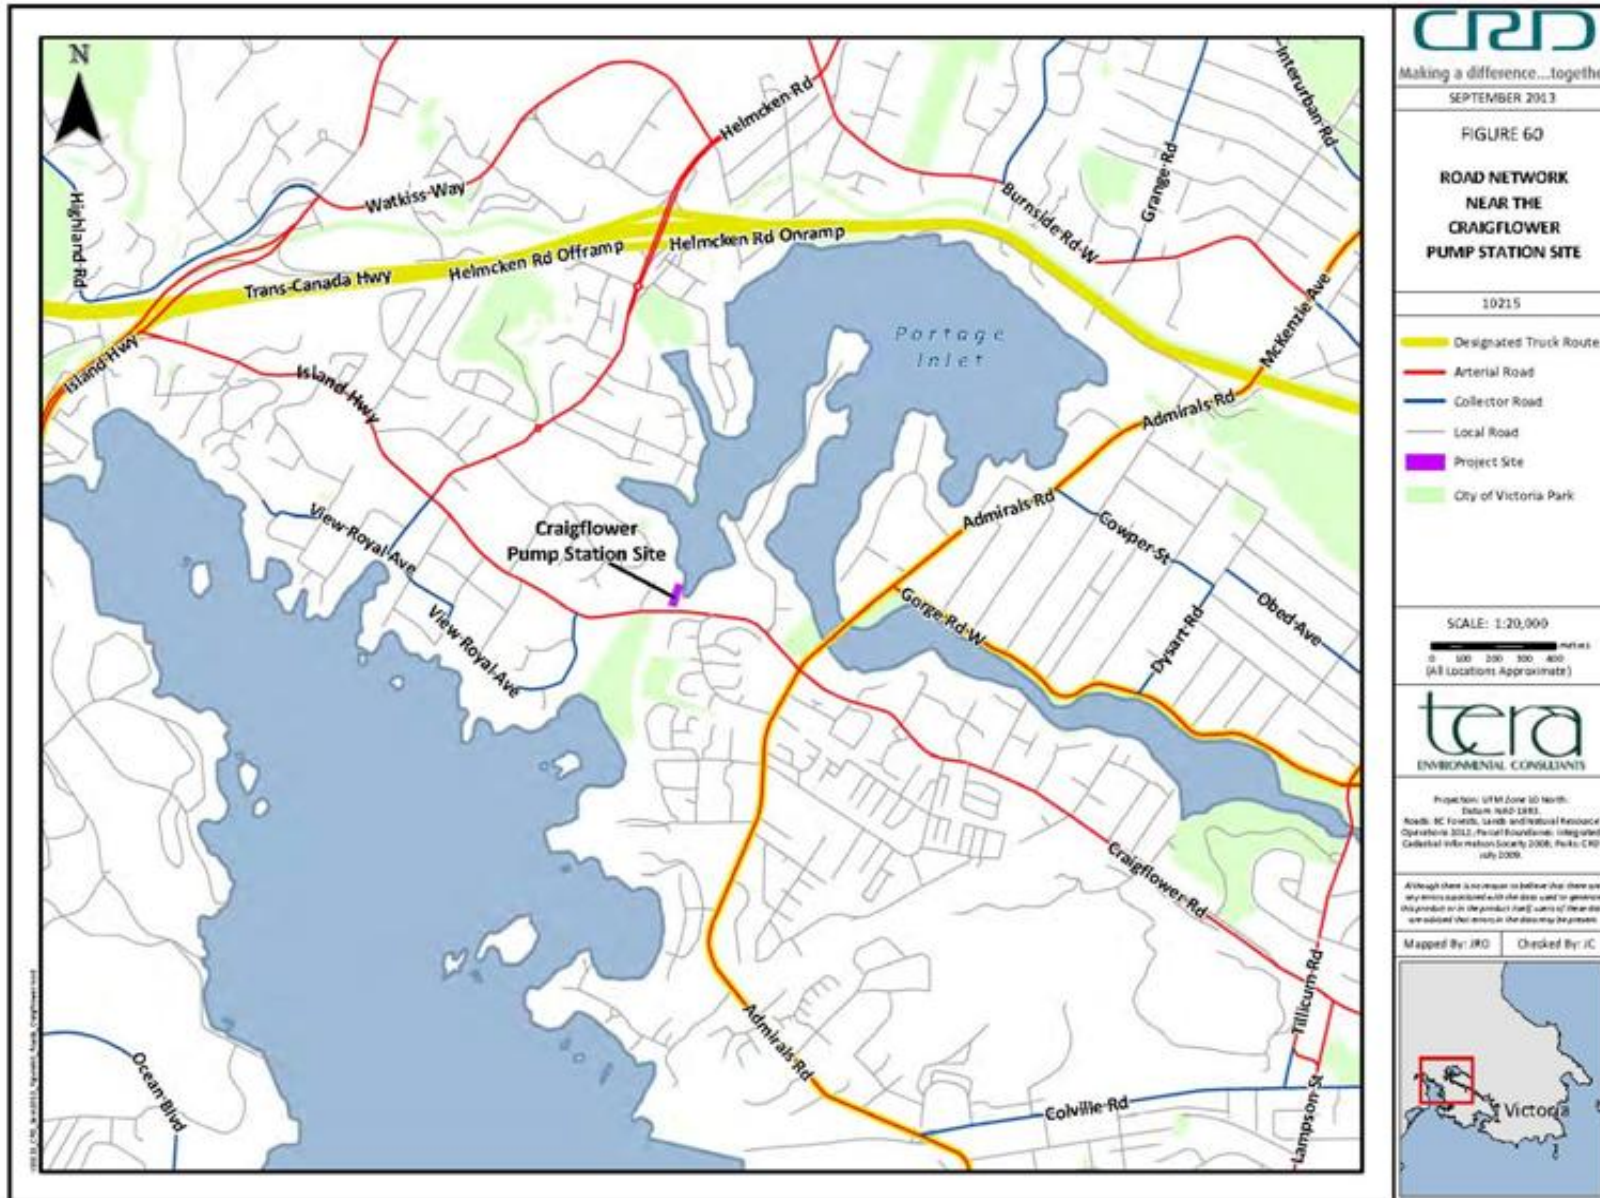 N
Helmcken Rd
Interurban Rd
Highland Rd
Watkiss Way
Grange Rd
Burnside Rd W
Helmcken Rd Offramp
Helmcken Rd Onramp
Trans-Canada Hwy
McKenzie Ave
Island Hwy
Island Hwy
Portage
Inlet
Admirals Rd
Admirals Rd
View Royal Ave
Craigflower
Pump Station Site
Cowper St
View Royal Ave
Gorge Rd W
Dysart Rd
Obed Ave
Craigflower Rd
Tillicum Rd
Admirals Rd
Ocean Blvd
Colville Rd
Lampson St
CRD
Making a difference...togethe
SEPTEMBER 2013
FIGURE 60
ROAD NETWORK
NEAR THE
CRAIGFLOWER
PUMP STATION SITE
10215
Designated Truck Route
Arterial Road
Collector Road
Local Road
Project Site
City of Victoria Park
SCALE: 1:20,000
0 100 200 300 400
(All Locations Approximate)
tera
ENVIRONMENTAL CONSULTANTS
Mapped By: JRO
Checked By: JC
Victoria